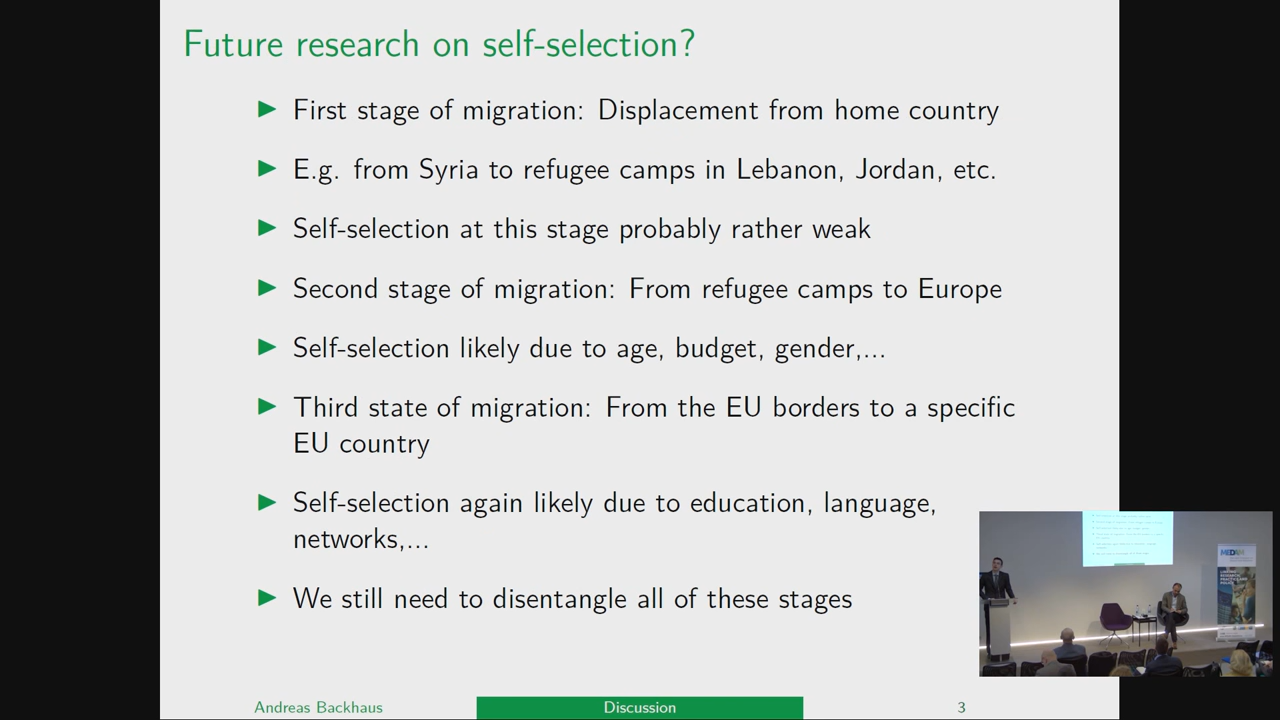 Future research on self-selection?
First stage of migration: Displacement from home country
E.g. from Syria to refugee camps in Lebanon, Jordan, etc.
Self-selection at this stage probably rather weak
Second stage of migration: From refugee camps to Europe
Self-selection likely due to age, budget, gender,...
Third state of migration: From the EU borders to a specific
EU country
Self-selection again likely due to education, language,
networks,...
We still need to disentangle all of these stages
MEDAM
Andreas Backhaus
Discussion
3